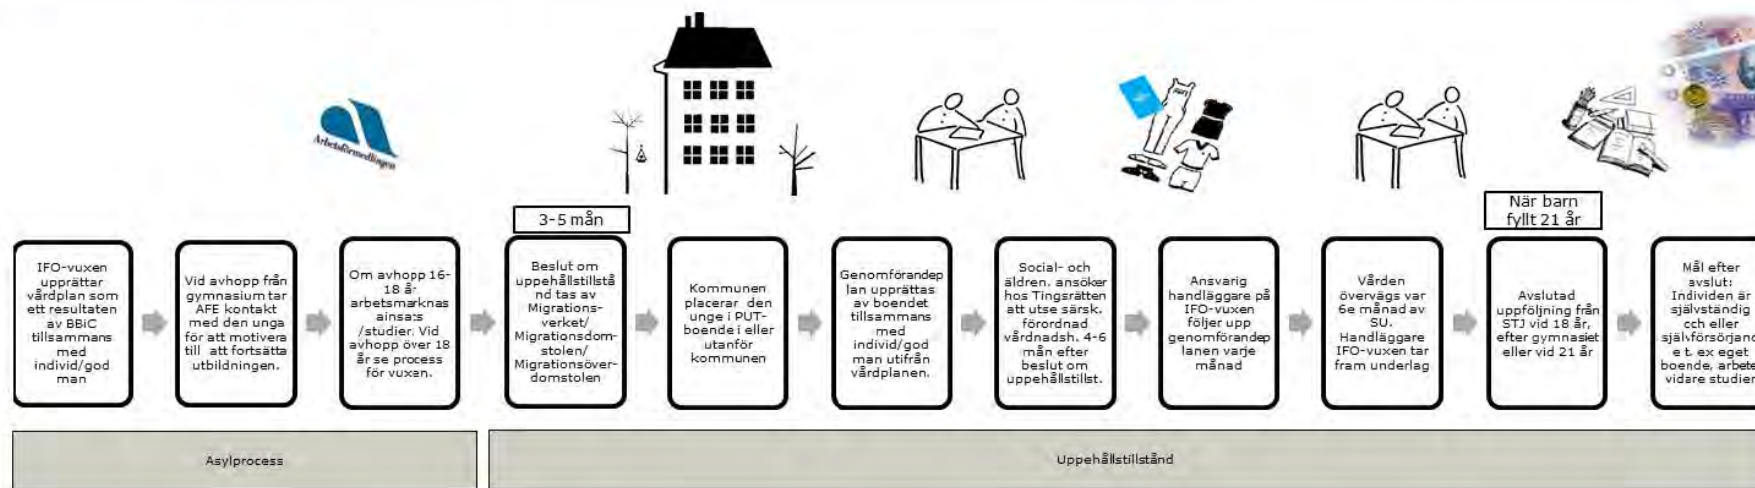 Arbetsförmedlingen
3-5 mån
När barn
fyllt 21 år
IFO-vuxen
upprättar
vårdplan som
ett resultaten
av BBiC
tillsammans
med
individ/god
man
Vid avhopp från
gymnasium tar
AFE kontakt
med den unga
för att motivera
till att fortsätta
utbildningen.
Om avhopp 16-
18 år
arbetsmarknas
ainsats
/studier. Vid
avhopp över 18
år se process
för vuxen.
Beslut om
uppehållstillstå
nd tas av
Migrations-
verket/
Migrationsdom-
stolen/
Migrationsöver-
domstolen
Kommunen
placerar den
unge i PUT-
boende i eller
utanför
kommunen
Genomförandep
lan upprättas
av boendet
tillsammans
med
individ/god
man utifrån
vårdplanen.
Social- och
äldren. ansöker
hos Tingsrätten
att utse särsk.
förordnad
vårdnadsh. 4-6
mån efter
beslut om
uppehållstillst.
Ansvarig
handläggare på
IFO-vuxen
följer upp
genomförandep
lanen varje
månad
Vården
övervägs var
6e månad av
SU.
Handläggare
IFO-vuxen tar
fram underlag
Avslutad
uppföljning från
STJ vid 18 år,
efter gymnasiet
eller vid 21 år
Mål efter
avslut:
Individen är
självständig
och eller
självförsörjand
e t. ex eget
boende, arbete
vidare studier
Asylprocess
Uppehållstillstånd